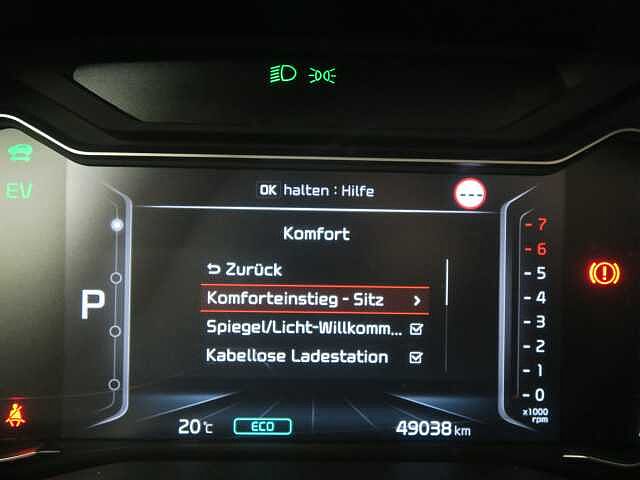 EV
OK halten : Hilfe
---
Komfort
Zurück
Komforteinstieg - Sitz
Spiegel/Licht-Willkomm...
Kabellose Ladestation
P
7
6
5
4
3
2
1
0
x1000
rpm
20°c
ECO
49038 km